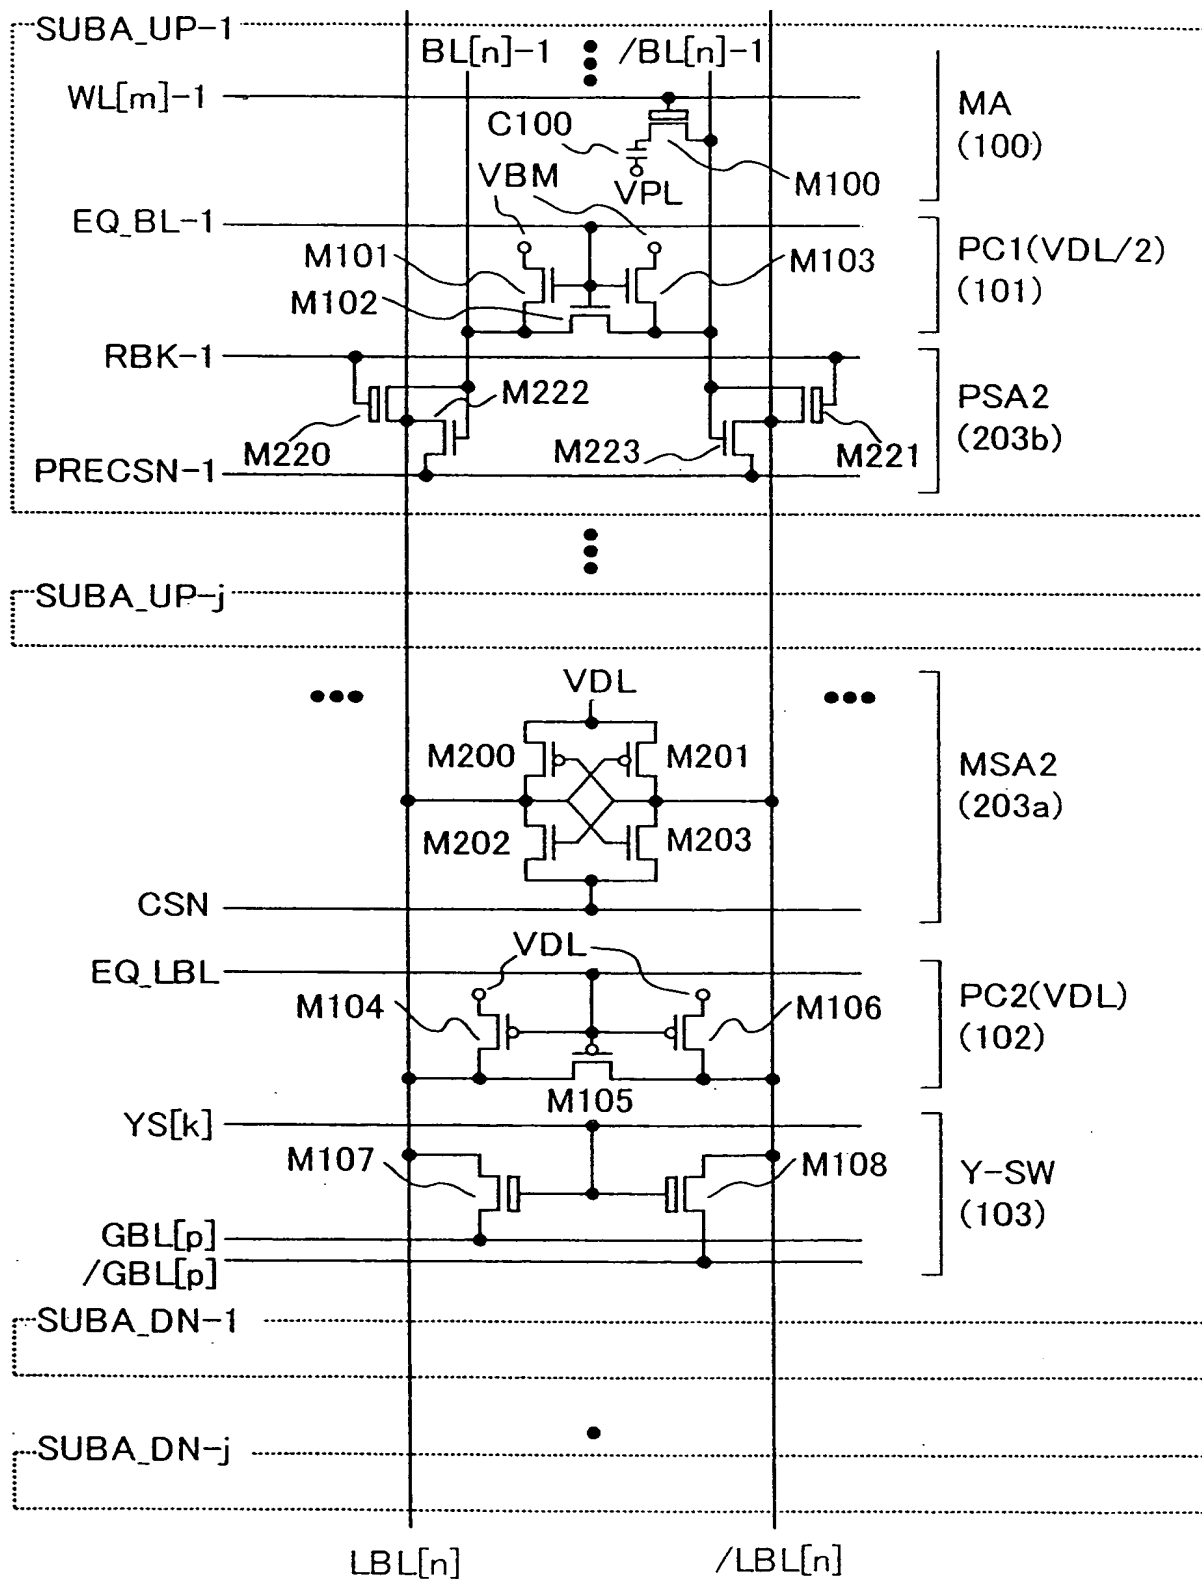 SUBA_UP-1
BL[n]-1 /BL[n]-1
WL[m]-1
C100
MA
(100)
M100
VBM
VPL
EQ_BL-1
M101
M103
PC1(VDL/2)
(101)
M102
RBK-1
M222
PSA2
(203b)
M220
M223
M221
PRECSN-1
SUBA_UP-j
VDL
M200
M201
MSA2
(203a)
M202
M203
CSN
VDL
EQ_LBL
M104
M106
PC2(VDL)
(102)
M105
YS[k]
M107
M108
Y-SW
(103)
GBL[p]
/GBL[p]
SUBA_DN-1
SUBA_DN-j
LBL[n]
/LBL[n]